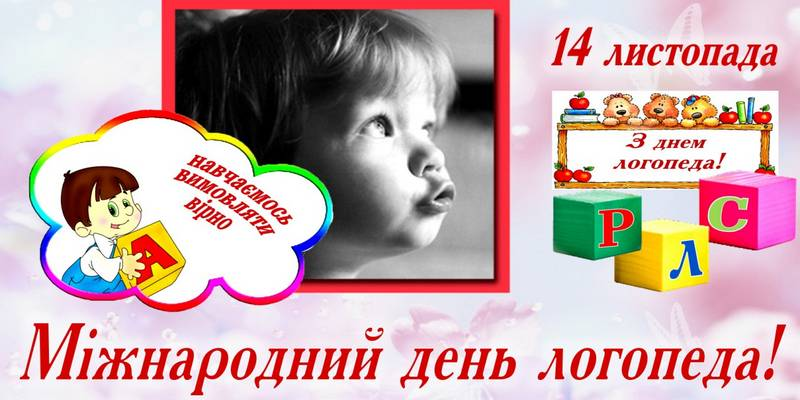 14 листопада
З днем
логопеда!
навчаємось
вимовляти
вірно
А
Р
Л
С
Міжнародний день логопеда!